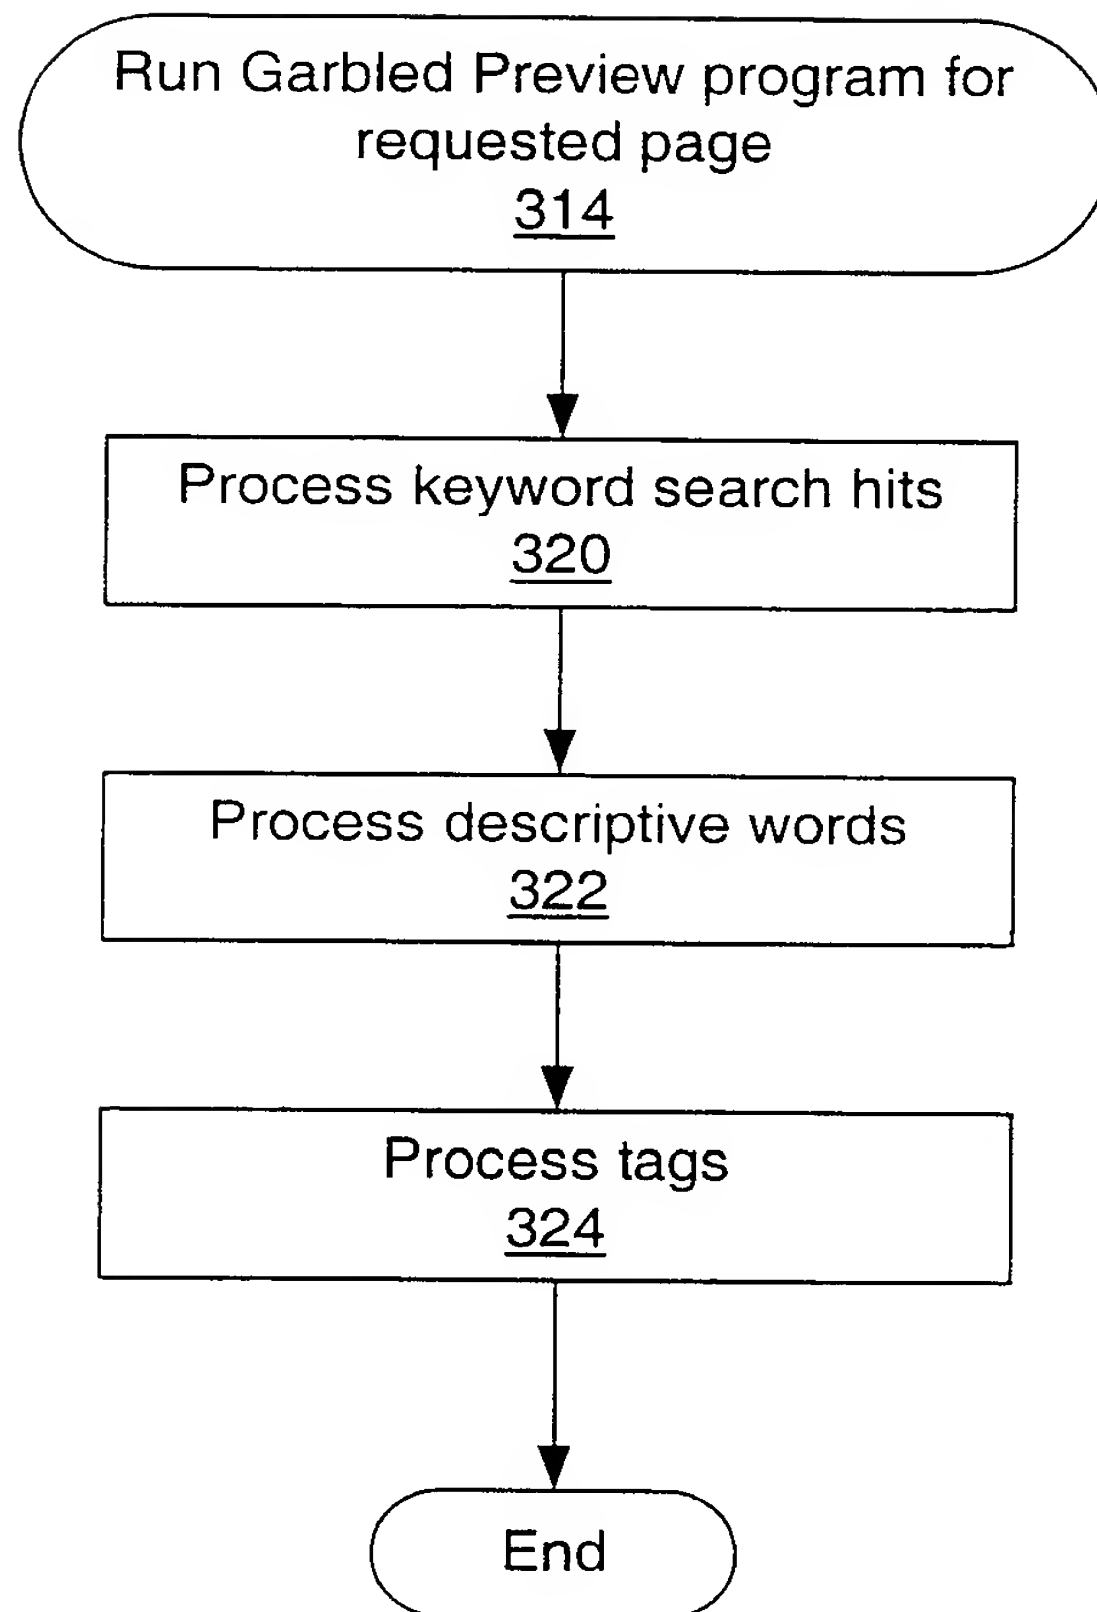 Run Garbled Preview program for
requested page
314
Process keyword search hits
320
Process descriptive words
322
Process tags
324
End